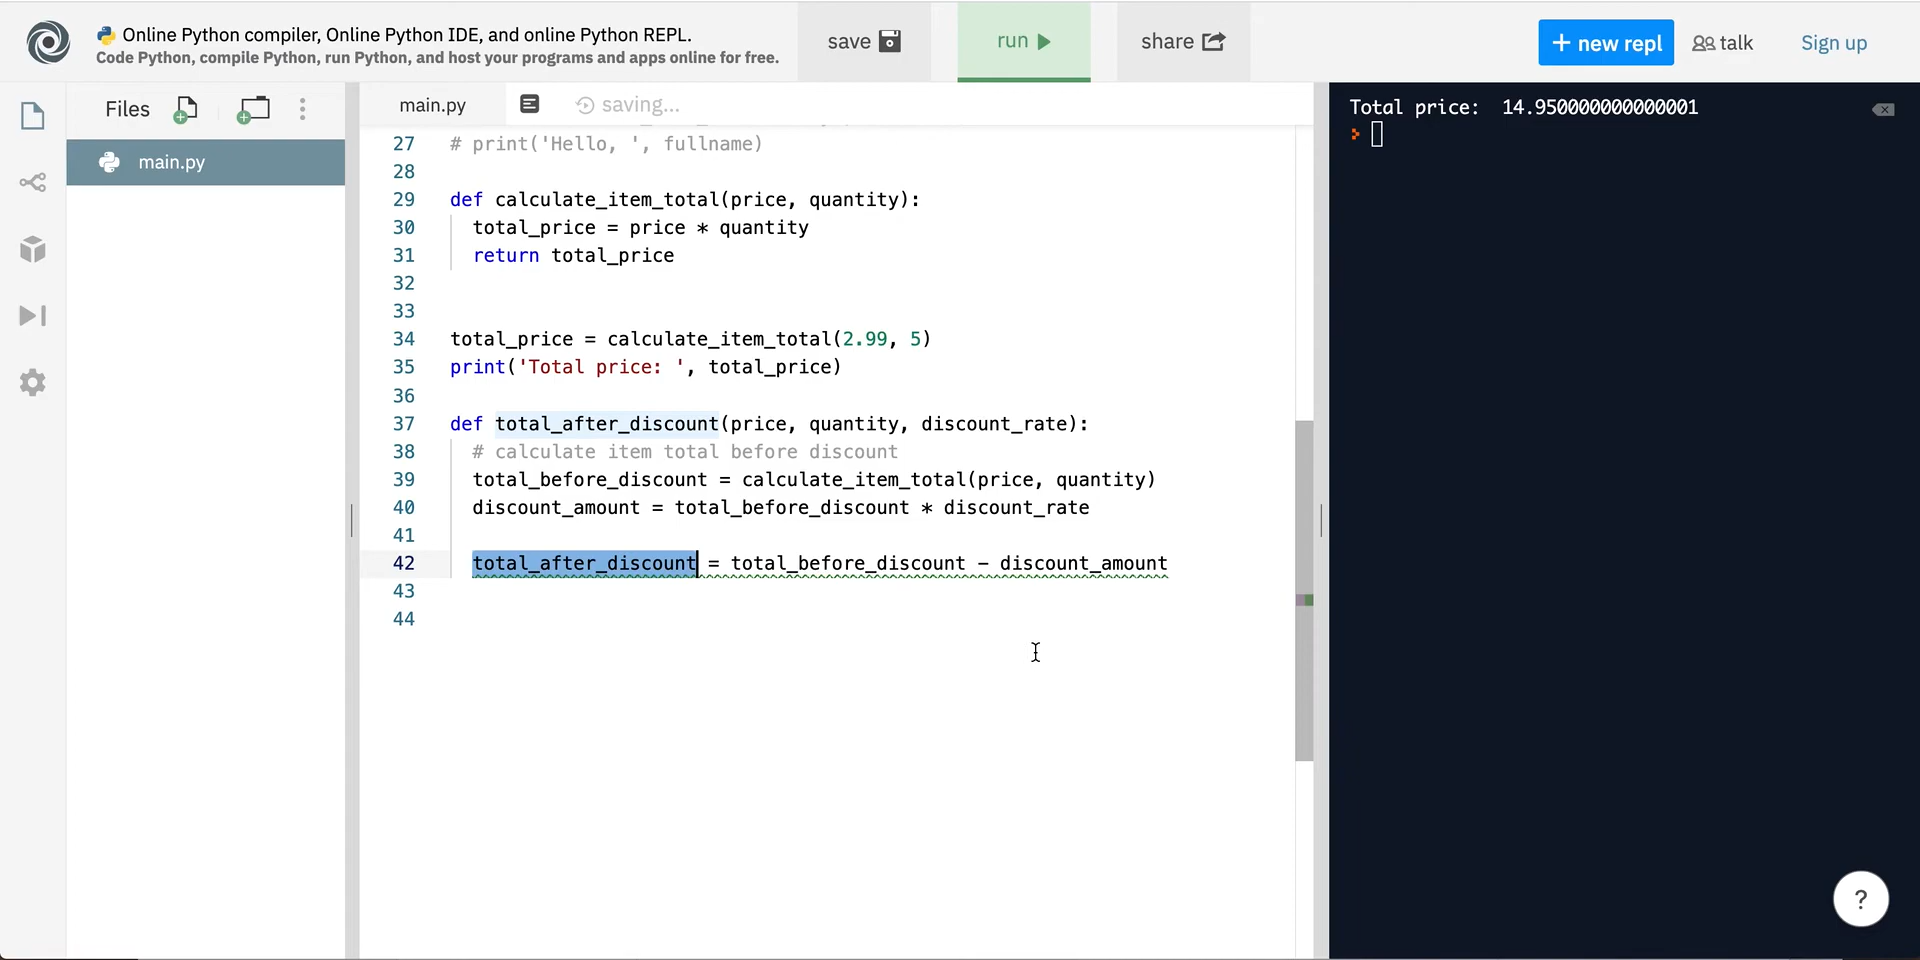 Online Python compiler, Online Python IDE, and online Python REPL.
Code Python, compile Python, run Python, and host your programs and apps online for free.
save
run
share
+ new repl
talk
Sign up
Files
main.py
main.py
saving...
27 # print('Hello, ', fullname)
28
29 def calculate_item_total(price, quantity):
30 total_price = price * quantity
31 return total_price
32
33
34 total_price = calculate_item_total(2.99, 5)
35 print('Total price: ', total_price)
36
37 def total_after_discount(price, quantity, discount_rate):
38 # calculate item total before discount
39 total_before_discount = calculate_item_total(price, quantity)
40 discount_amount = total_before_discount * discount_rate
41
42 total_after_discount = total_before_discount - discount_amount
43
44
Total price:  14.950000000000001
?